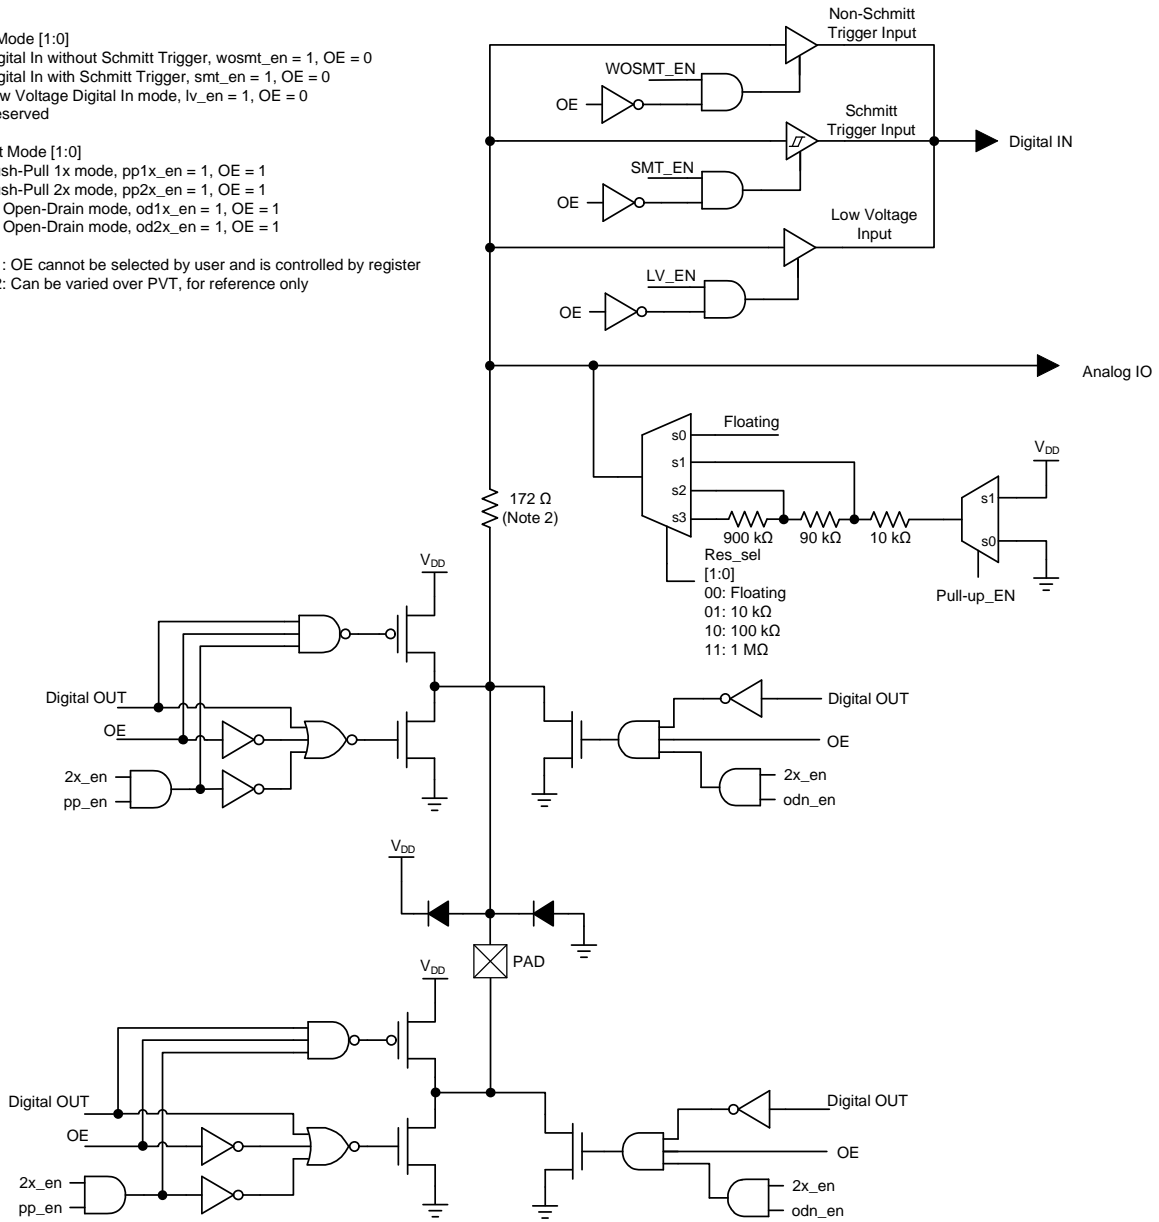 Mode [1:0]
gital In without Schmitt Trigger, wosmt_en = 1, OE = 0
gital In with Schmitt Trigger, smt_en = 1, OE = 0
w Voltage Digital In mode, lv_en = 1, OE = 0
eserved
t Mode [1:0]
sh-Pull 1x mode, pp1x_en = 1, OE = 1
sh-Pull 2x mode, pp2x_en = 1, OE = 1
Open-Drain mode, od1x_en = 1, OE = 1
Open-Drain mode, od2x_en = 1, OE = 1
: OE cannot be selected by user and is controlled by register
2: Can be varied over PVT, for reference only
Non-Schmitt
Trigger Input
WOSMT_EN
OE
Schmitt
Trigger Input
Digital IN
SMT_EN
OE
Low Voltage
Input
LV_EN
OE
Analog IO
Floating
s0
s1
s2
s3
VDD
s1
s0
172 Ω
(Note 2)
900 kΩ
90 kΩ
10 kΩ
Res_sel
[1:0]
00: Floating
01: 10 kΩ
10: 100 kΩ
11: 1 MΩ
Pull-up_EN
VDD
Digital OUT
OE
2x_en
pp_en
Digital OUT
OE
2x_en
odn_en
VDD
PAD
VDD
Digital OUT
OE
2x_en
pp_en
Digital OUT
OE
2x_en
odn_en